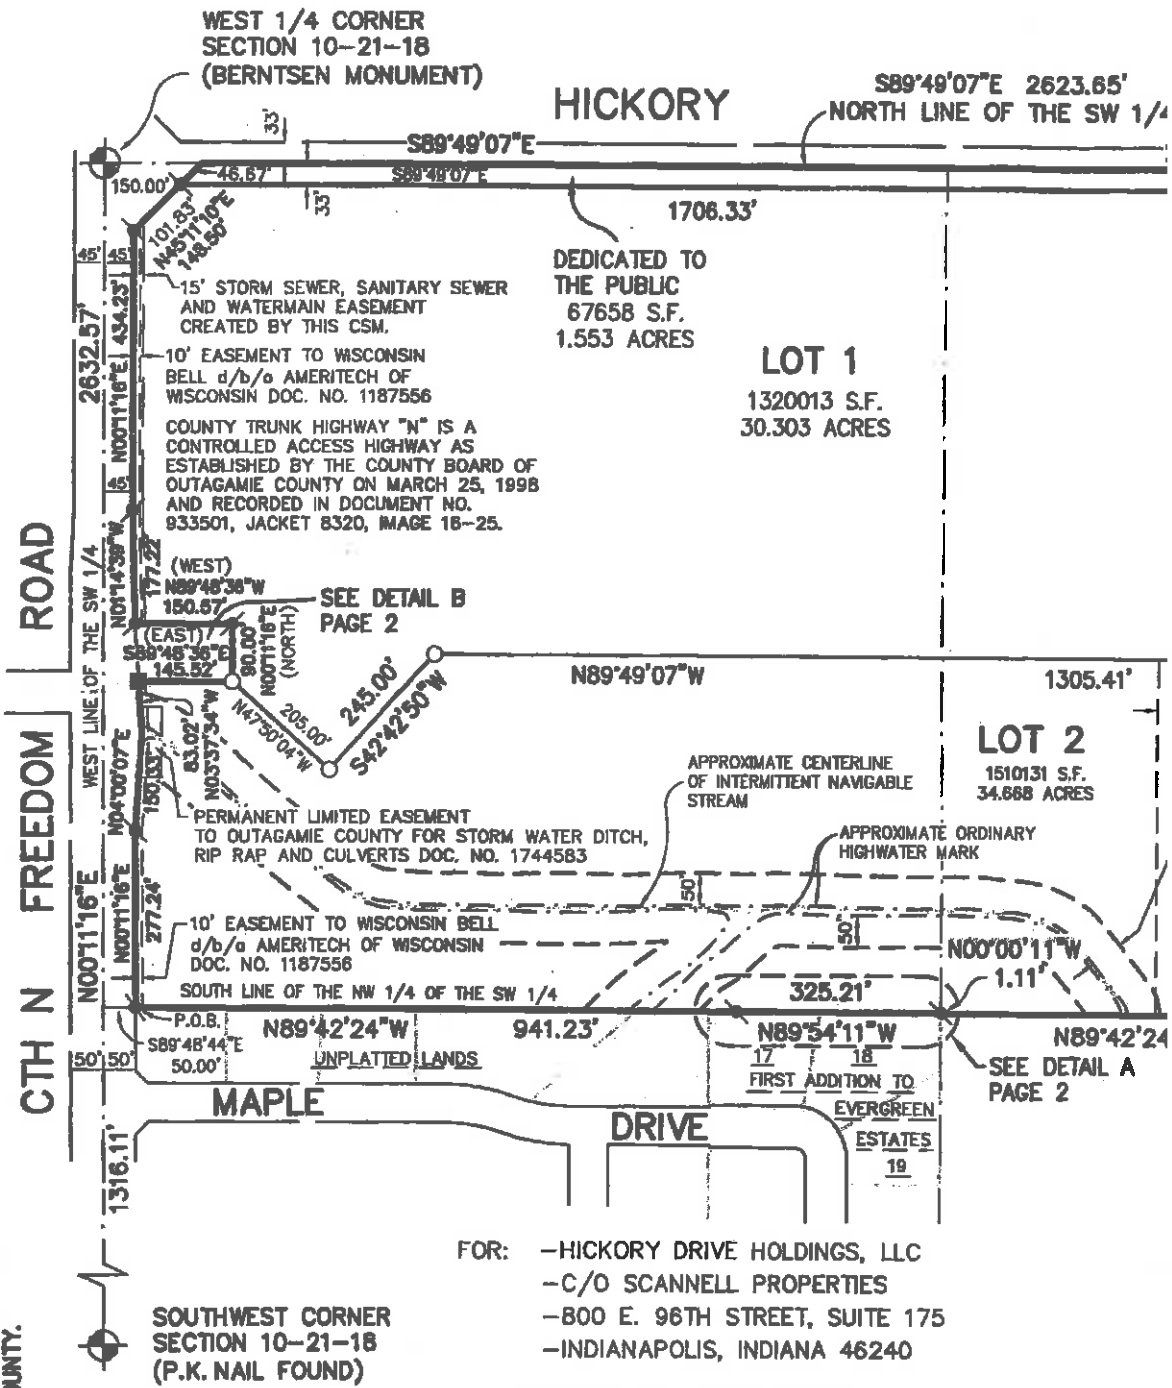 WEST 1/4 CORNER
SECTION 10-21-18
(BERNTSEN MONUMENT)
HICKORY
S89°49'07"E 2623.65'
NORTH LINE OF THE SW 1/4
33'
S89°49'07"E
150.00'
46.67'
S89°49'07"E
33'
1706.33'
101.83'
N45°11'10"E
148.50'
DEDICATED TO
THE PUBLIC
67658 S.F.
1.553 ACRES
45'
45'
15' STORM SEWER, SANITARY SEWER
AND WATERMAIN EASEMENT
CREATED BY THIS CSM.
2632.57'
N00°11'16"E 434.23'
10' EASEMENT TO WISCONSIN
BELL d/b/a AMERITECH OF
WISCONSIN DOC. NO. 1187556
LOT 1
1320013 S.F.
30.303 ACRES
COUNTY TRUNK HIGHWAY "N" IS A
CONTROLLED ACCESS HIGHWAY AS
ESTABLISHED BY THE COUNTY BOARD OF
OUTAGAMIE COUNTY ON MARCH 25, 1998
AND RECORDED IN DOCUMENT NO.
933501, JACKET 8320, IMAGE 16-25.
45'
N01°14'39"W
177.22'
(WEST)
N89°48'36"W
150.67'
SEE DETAIL B
PAGE 2
(EAST)
S89°48'36"E
145.52'
90.00'
N00°11'16"E
(NORTH)
WEST LINE OF THE SW 1/4
CTH N FREEDOM ROAD
N89°49'07"W
1305.41'
245.00'
S42°42'50"W
205.00'
N47°50'04"W
83.02'
N03°37'34"W
N04°00'07"E
150.33'
LOT 2
1510131 S.F.
34.668 ACRES
APPROXIMATE CENTERLINE
OF INTERMITTENT NAVIGABLE
STREAM
PERMANENT LIMITED EASEMENT
TO OUTAGAMIE COUNTY FOR STORM WATER DITCH,
RIP RAP AND CULVERTS DOC. NO. 1744583
APPROXIMATE ORDINARY
HIGHWATER MARK
N00°11'16"E
N00°11'16"E
277.24'
50'
50'
10' EASEMENT TO WISCONSIN BELL
d/b/a AMERITECH OF WISCONSIN
DOC. NO. 1187556
N00°00'11"W
1.11'
SOUTH LINE OF THE NW 1/4 OF THE SW 1/4
325.21'
P.O.B.
N89°42'24"W
941.23'
N89°54'11"W
N89°42'24
S89°48'44"E
50.00'
50'
50'
UNPLATTED LANDS
17
18
SEE DETAIL A
PAGE 2
FIRST ADDITION TO
EVERGREEN
ESTATES
19
MAPLE
DRIVE
1316.11'
FOR: -HICKORY DRIVE HOLDINGS, LLC
-C/O SCANNELL PROPERTIES
-800 E. 96TH STREET, SUITE 175
-INDIANAPOLIS, INDIANA 46240
SOUTHWEST CORNER
SECTION 10-21-18
(P.K. NAIL FOUND)
OUNTY.